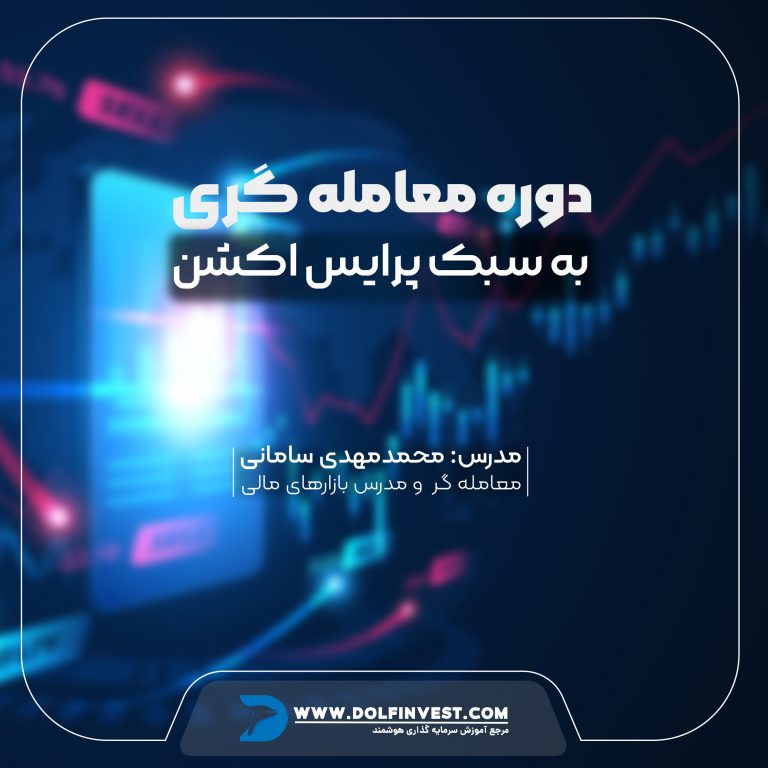 دوره معامله گری
به سبک پرایس اکشن
مدرس: محمدمهدی سامانی
معامله گر و مدرس بازارهای مالی
WWW.DOLFINVEST.COM
مرجع آموزش سرمایه گذاری هوشمند